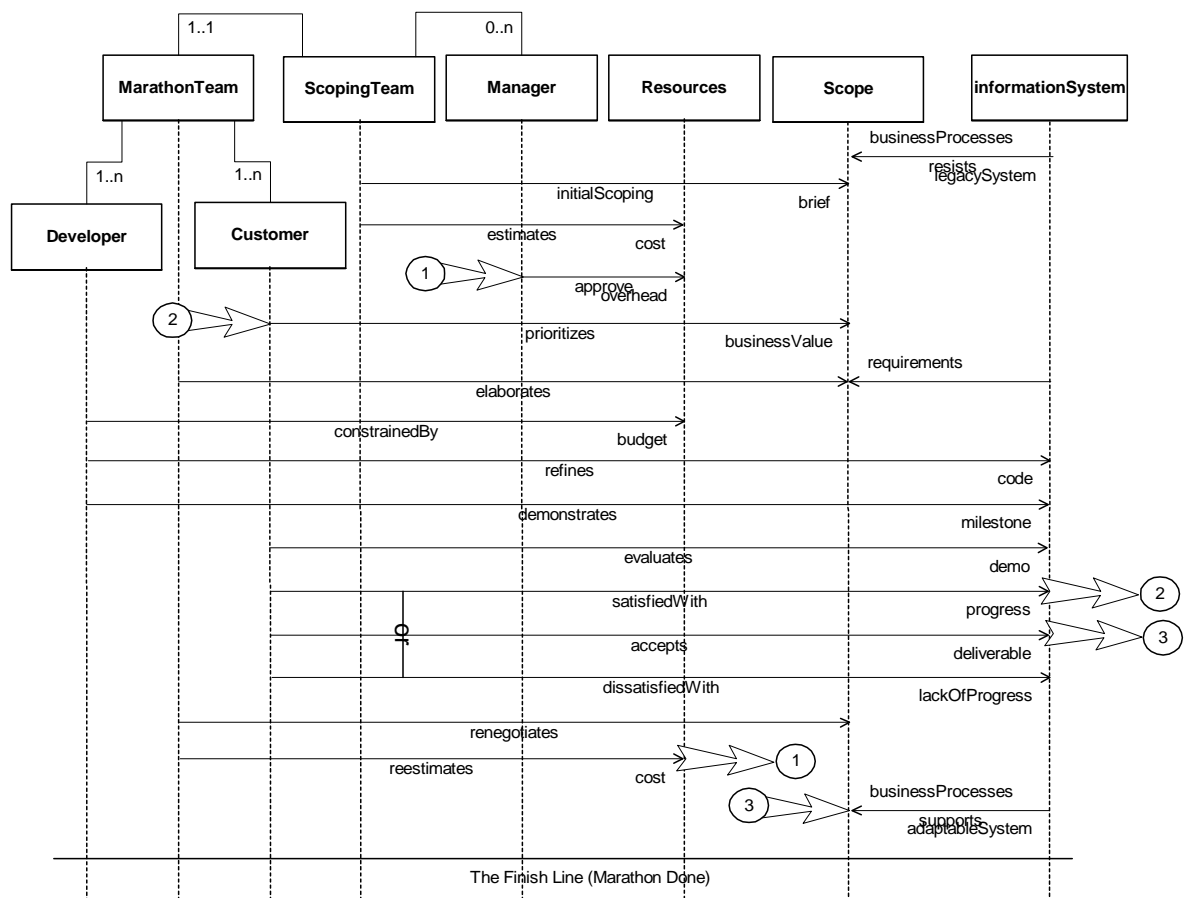 1..1
0..n
MarathonTeam
ScopingTeam
Manager
Resources
Scope
informationSystem
businessProcesses
resists
legacySystem
1..n
1..n
initialScoping
brief
Developer
Customer
estimates
cost
1
approve
overhead
2
prioritizes
businessValue
requirements
elaborates
constrainedBy
budget
refines
code
demonstrates
milestone
evaluates
demo
satisfiedWith
progress
2
or
accepts
deliverable
3
dissatisfiedWith
lackOfProgress
renegotiates
reestimates
cost
1
3
businessProcesses
supports
adaptableSystem
The Finish Line (Marathon Done)